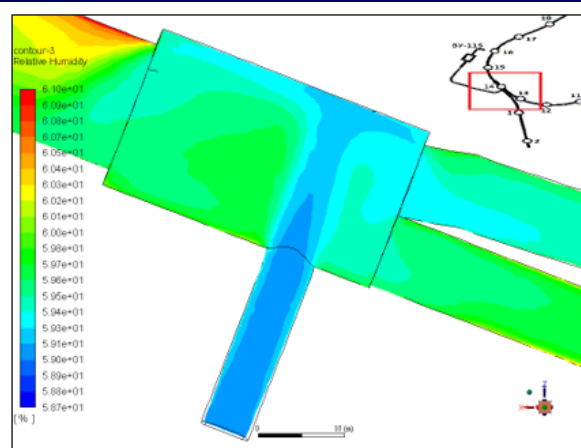 contour-3
Relative Humidity
6.10e+01
6.09e+01
6.08e+01
6.07e+01
6.05e+01
6.04e+01
6.03e+01
6.02e+01
6.01e+01
6.00e+01
5.97e+01
5.96e+01
5.95e+01
5.94e+01
5.93e+01
5.92e+01
5.91e+01
5.90e+01
5.89e+01
5.88e+01
5.87e+01
[ % ]
0 10 (m)
18
17
16
БУ-115
15
14
13
12
11
2